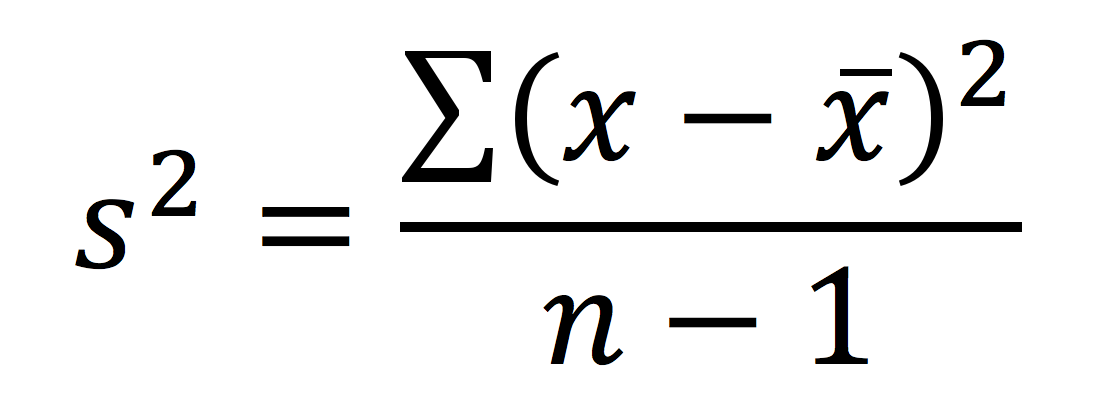 s² = ∑(x − x̄)² / n − 1